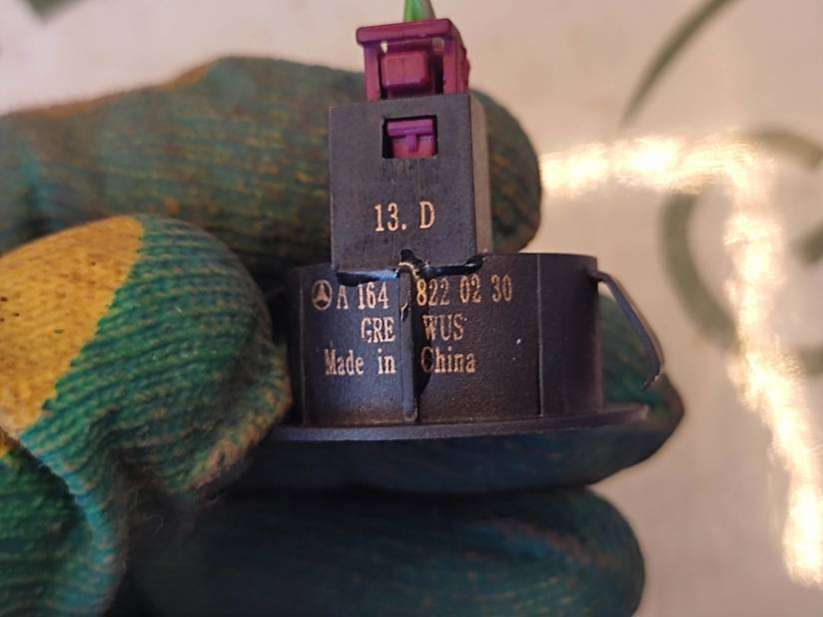 13. D
A 164 822 02 30
GRE WUS
Made in China